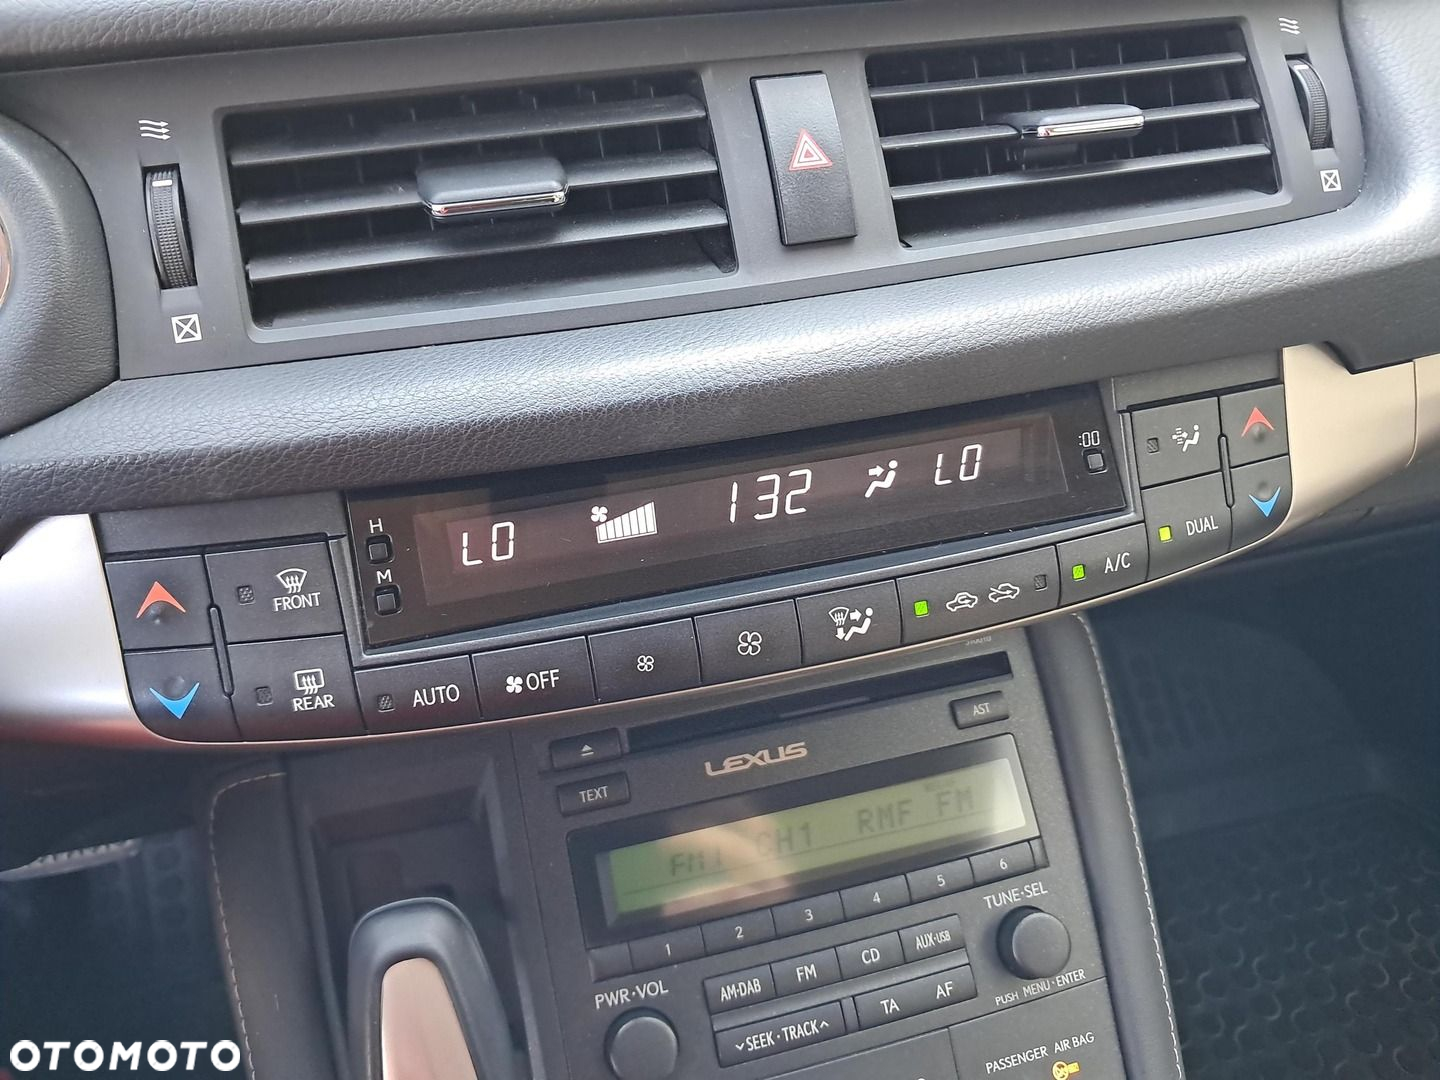 :00
H
M
LO
132
LO
FRONT
REAR
AUTO
OFF
A/C
DUAL
AST
LEXUS
TEXT
FM1 CH1 RMF FM
1 2 3 4 5 6
PWR·VOL
AM·DAB FM CD AUX·USB
SEEK·TRACK
TA AF
TUNE·SEL
PUSH MENU·ENTER
PASSENGER AIR BAG
OTOMOTO